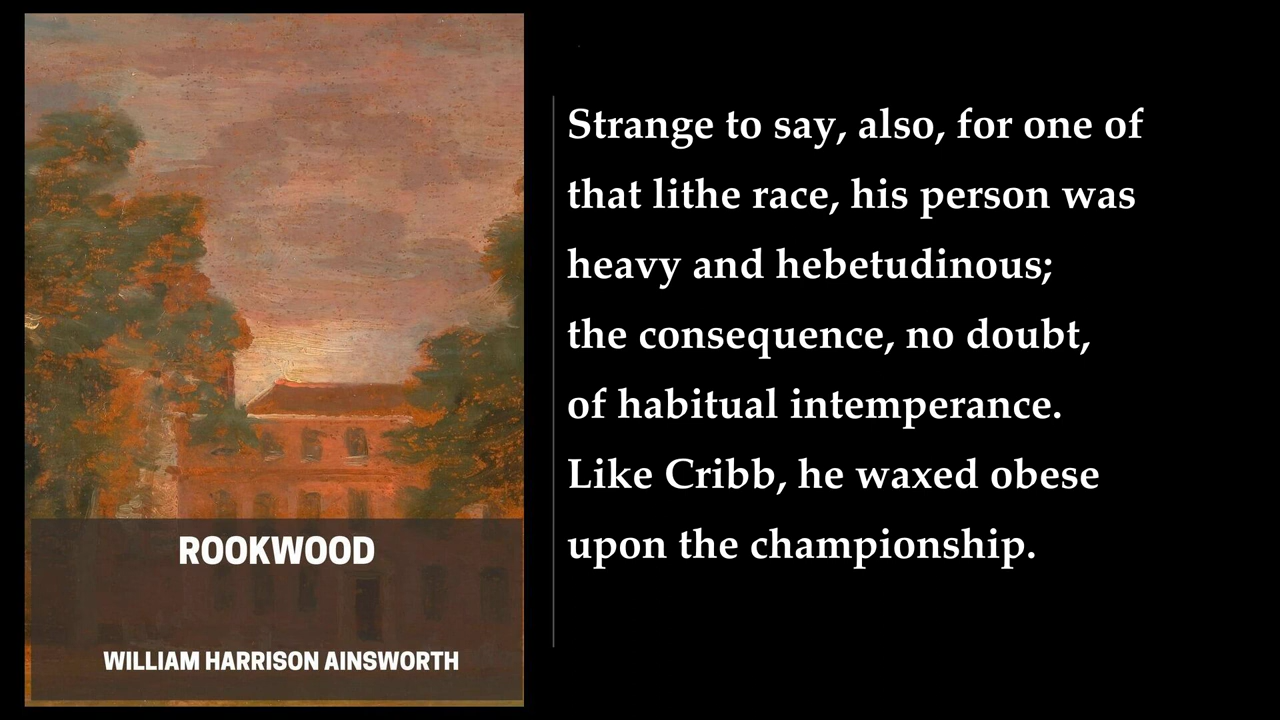 ROOKWOOD
WILLIAM HARRISON AINSWORTH
Strange to say, also, for one of
that lithe race, his person was
heavy and hebetudinous;
the consequence, no doubt,
of habitual intemperance.
Like Cribb, he waxed obese
upon the championship.